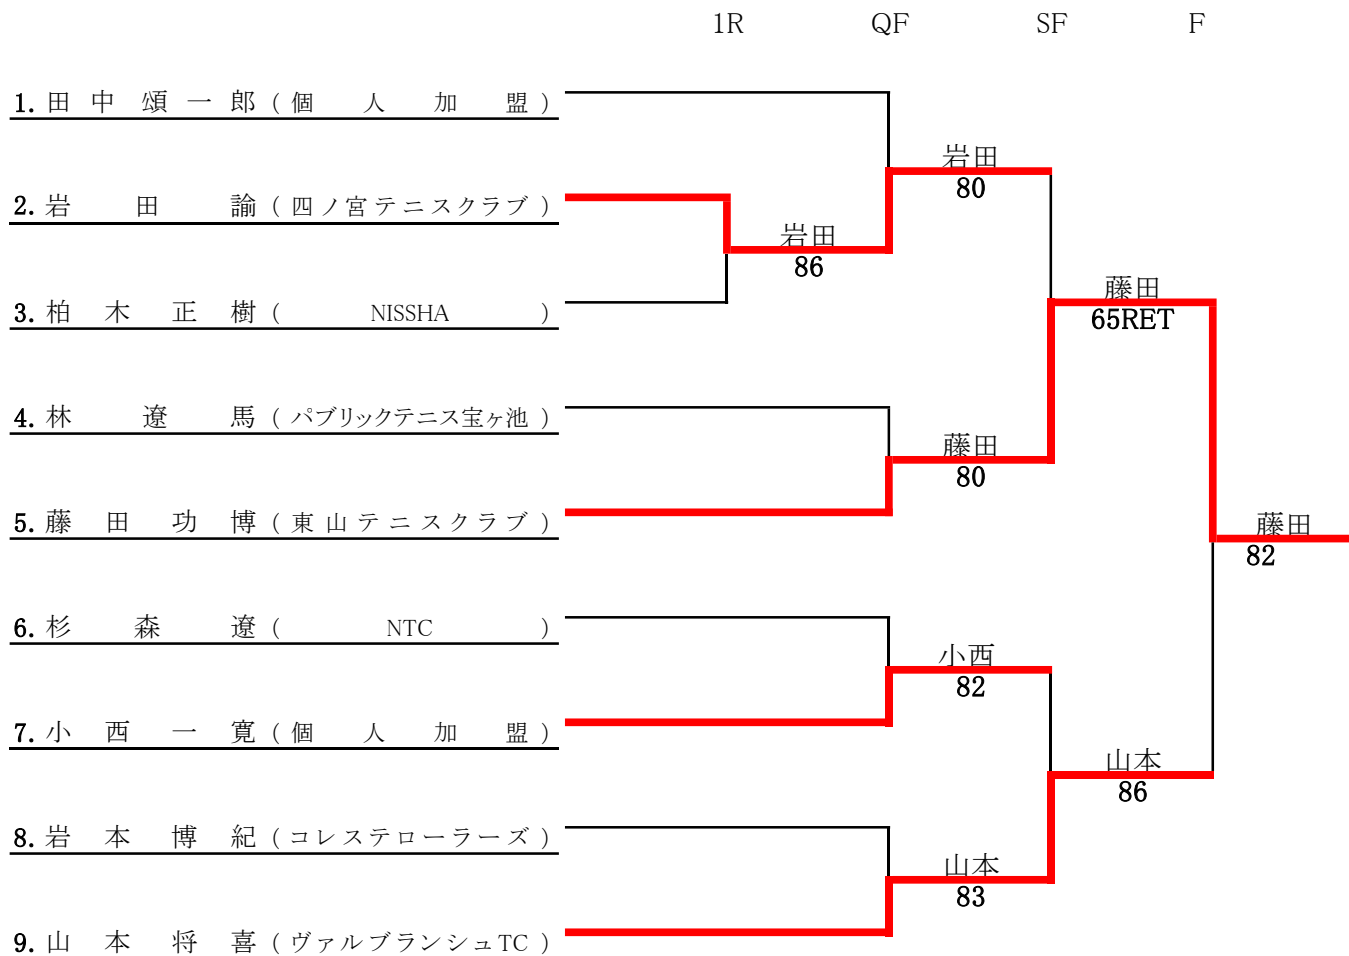 1R QF SF F
1. 田中頌一郎 (個人加盟)
岩田
80
2. 岩田諭 (四ノ宮テニスクラブ)
岩田
86
3. 柏木正樹 (NISSHA)
藤田
65RET
4. 林遼馬 (パブリックテニス宝ヶ池)
藤田
80
5. 藤田功博 (東山テニスクラブ)
藤田
82
6. 杉森遼 (NTC)
小西
82
7. 小西一寛 (個人加盟)
山本
86
8. 岩本博紀 (コレステローラーズ)
山本
83
9. 山本将喜 (ヴァルブランシュTC)